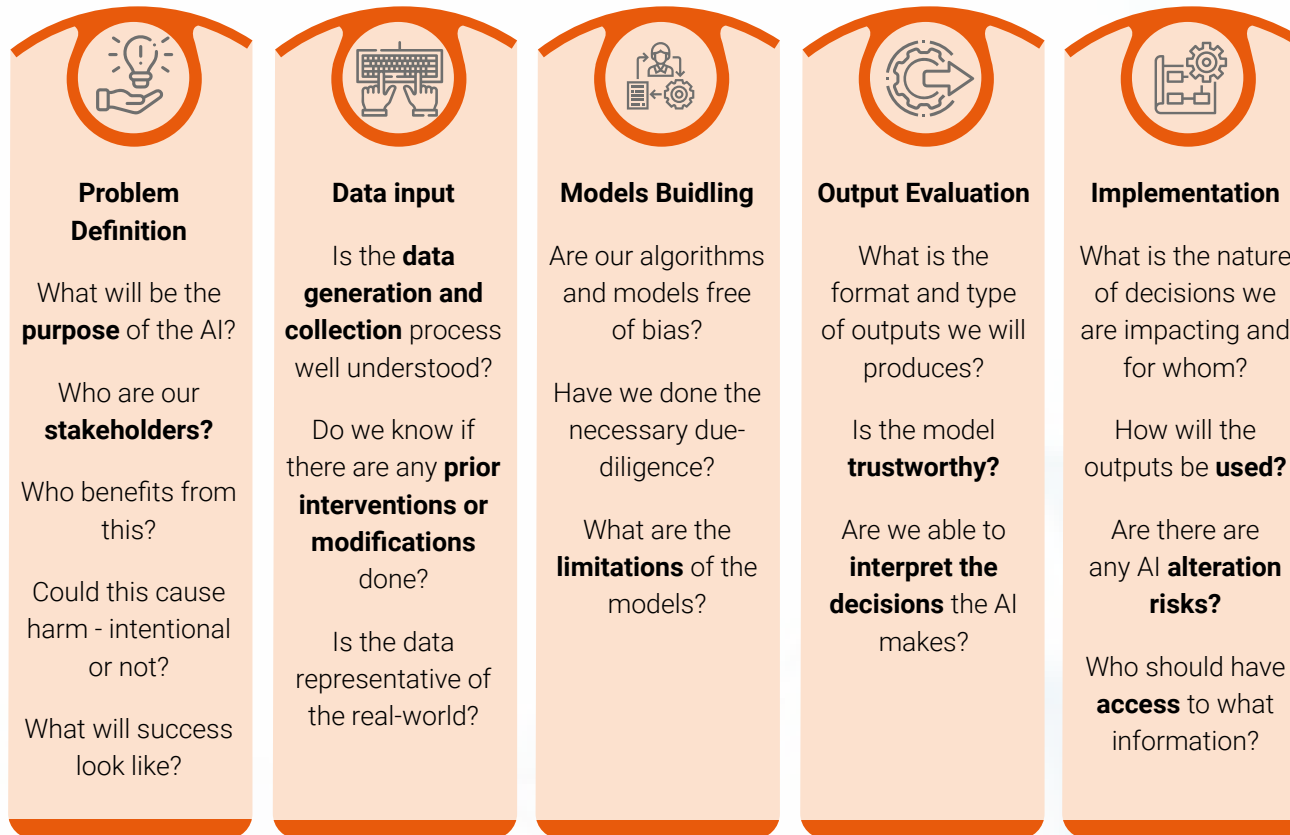 Problem
Definition
What will be the
purpose of the AI?
Who are our
stakeholders?
Who benefits from
this?
Could this cause
harm - intentional
or not?
What will success
look like?
Data input
Is the data
generation and
collection process
well understood?
Do we know if
there are any prior
interventions or
modifications
done?
Is the data
representative of
the real-world?
Models Buidling
Are our algorithms
and models free
of bias?
Have we done the
necessary due-
diligence?
What are the
limitations of the
models?
Output Evaluation
What is the
format and type
of outputs we will
produces?
Is the model
trustworthy?
Are we able to
interpret the
decisions the AI
makes?
Implementation
What is the nature
of decisions we
are impacting and
for whom?
How will the
outputs be used?
Are there are
any AI alteration
risks?
Who should have
access to what
information?